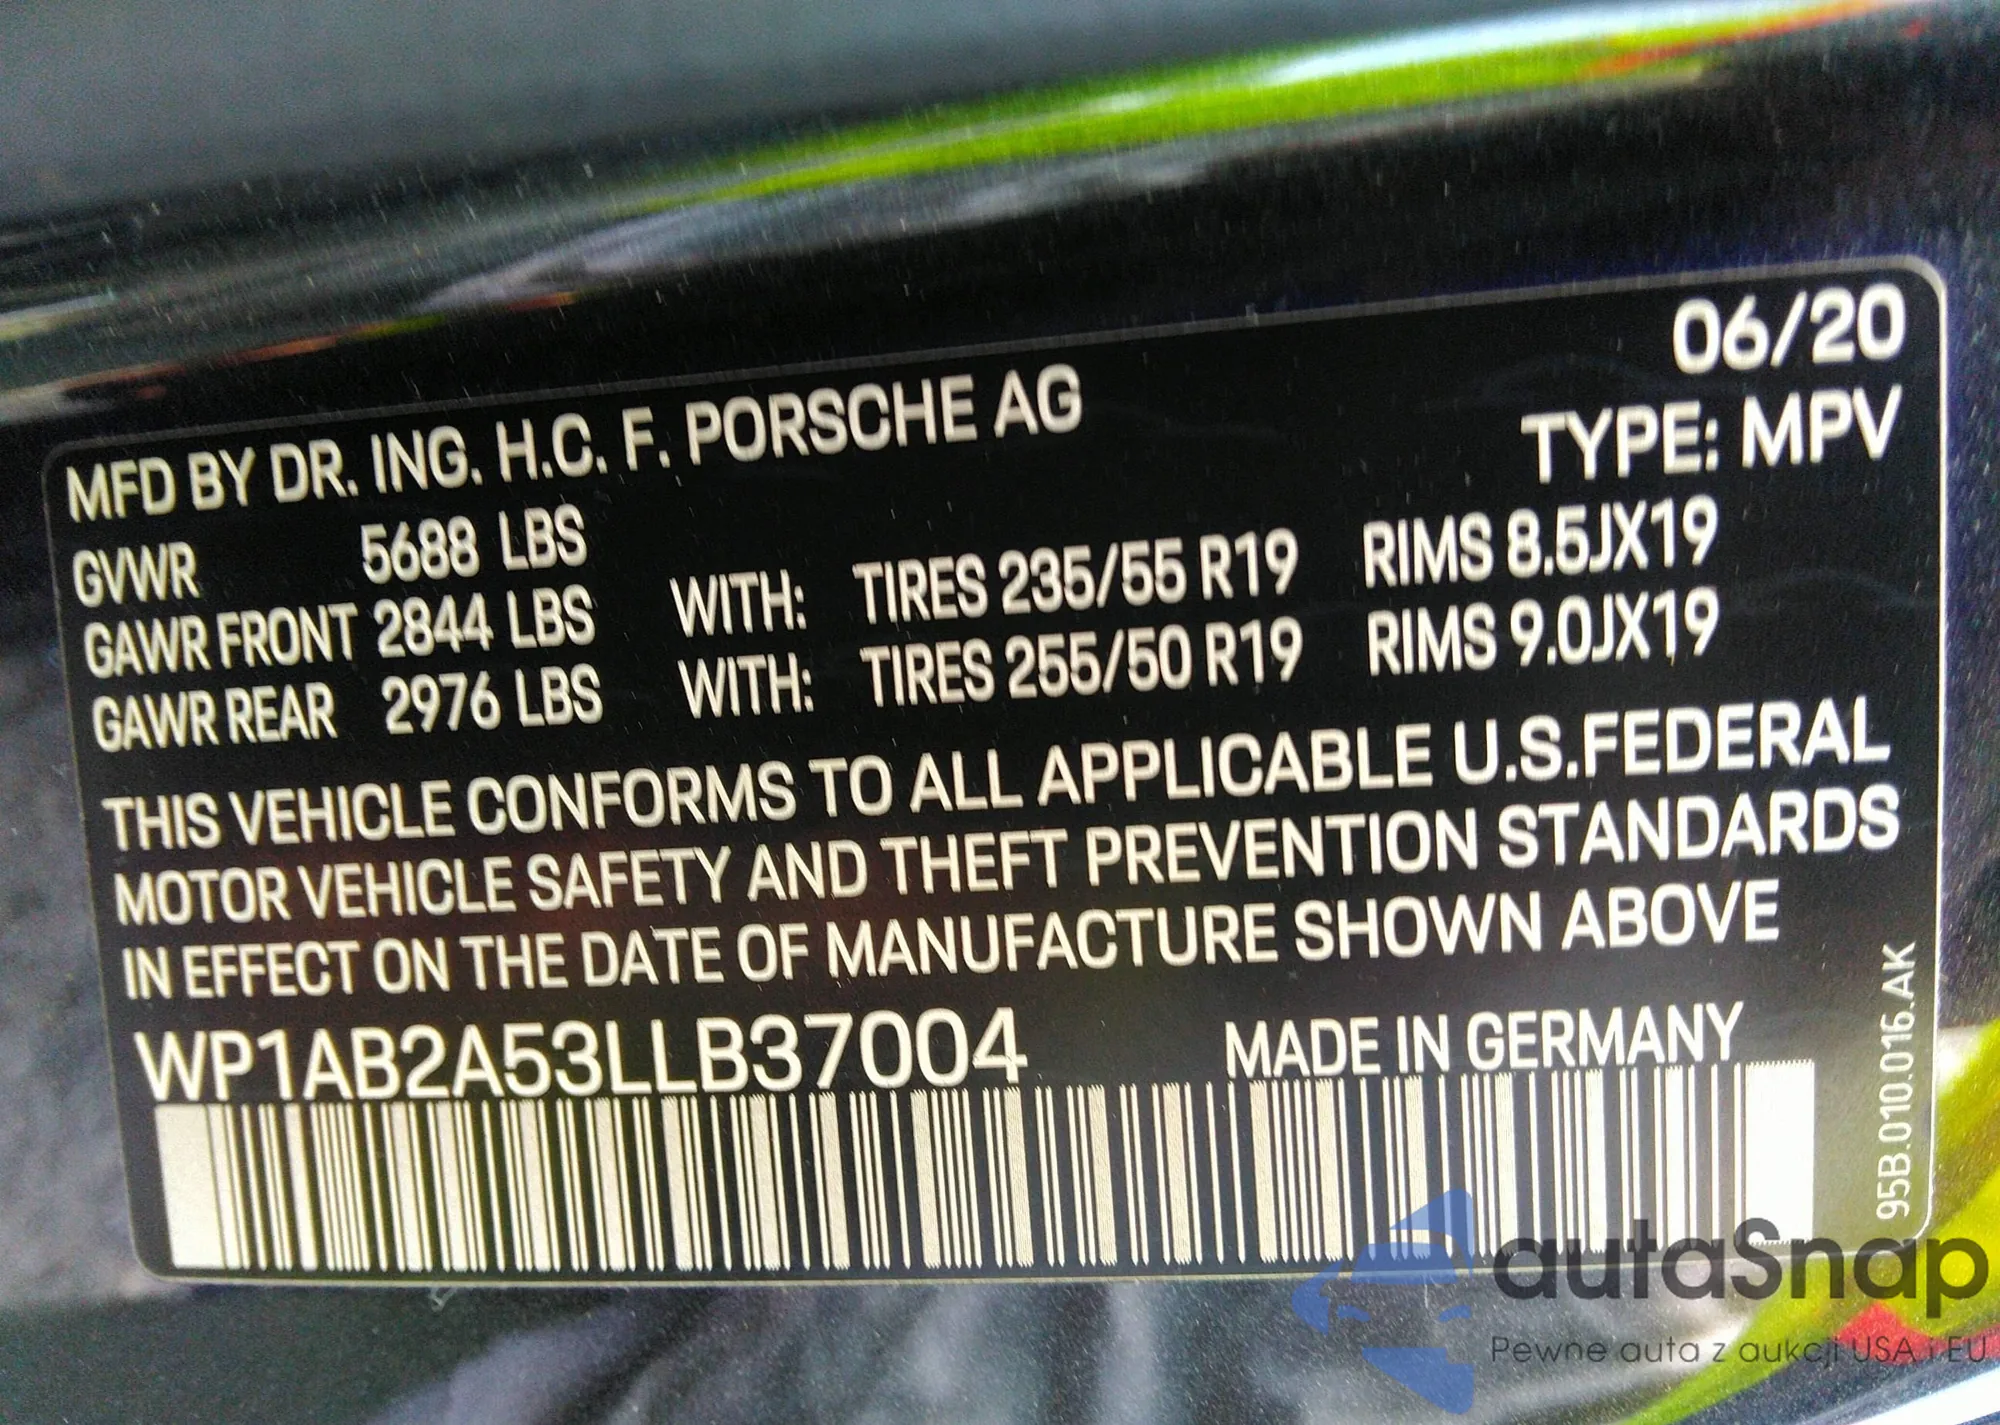 06/20
MFD BY DR. ING. H.C. F. PORSCHE AG
TYPE: MPV
GVWR 5688 LBS
GAWR FRONT 2844 LBS WITH: TIRES 235/55 R19 RIMS 8.5JX19
GAWR REAR 2976 LBS WITH: TIRES 255/50 R19 RIMS 9.0JX19
THIS VEHICLE CONFORMS TO ALL APPLICABLE U.S.FEDERAL
MOTOR VEHICLE SAFETY AND THEFT PREVENTION STANDARDS
IN EFFECT ON THE DATE OF MANUFACTURE SHOWN ABOVE
WP1AB2A53LLB37004 MADE IN GERMANY
95B.010.016.AK
autaSnap
Pewne auta z aukcji USA i EU